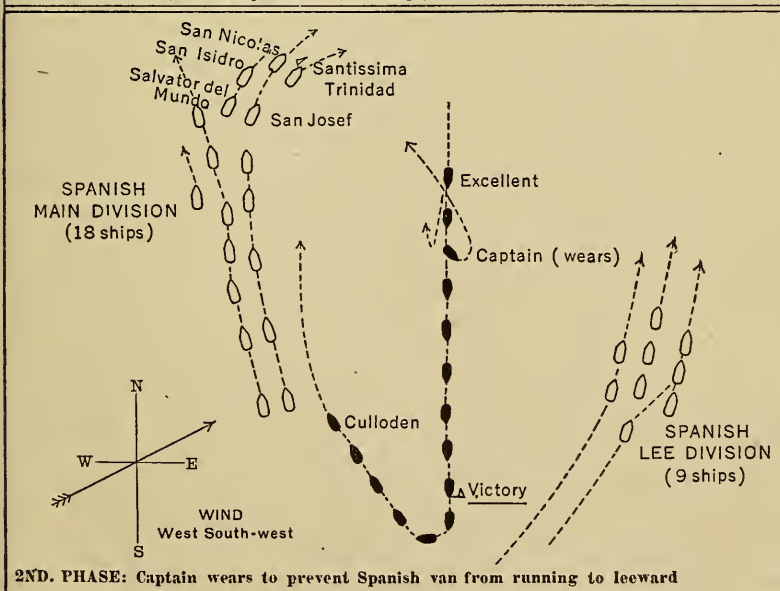 San Nicolas
San Isidro
Salvator del
Mundo
Santissima
Trinidad
San Josef
Excellent
SPANISH
MAIN DIVISION
(18 ships)
Captain (wears)
Culloden
N
W
E
S
WIND
West South-west
Victory
SPANISH
LEE DIVISION
(9 ships)
2ND. PHASE: Captain wears to prevent Spanish van from running to leeward